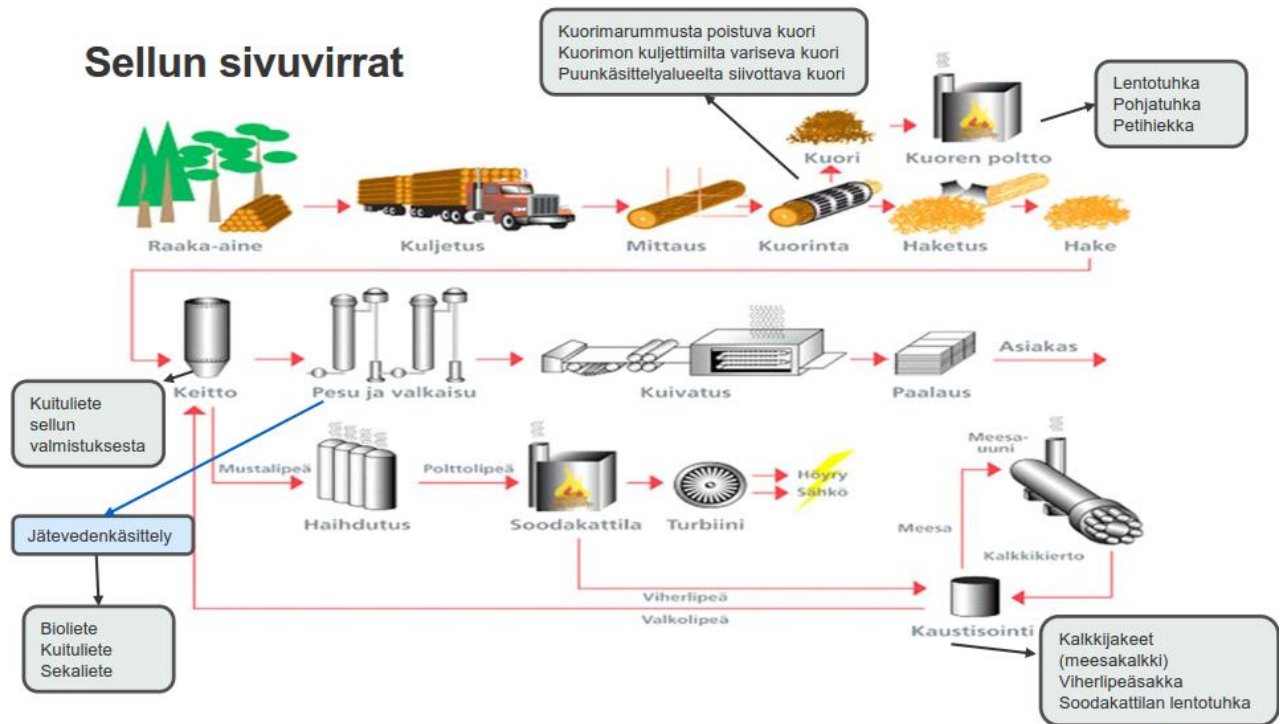 Sellun sivuvirrat
Kuorimarummusta poistuva kuori
Kuorimon kuljettimilta variseva kuori
Puunkäsittelyalueelta siivottava kuori
Lentotuhka
Pohjatuhka
Petihiekka
Kuori
Kuoren poltto
Raaka-aine
Kuljetus
Mittaus
Kuorinta
Haketus
Hake
Keitto
Pesu ja valkaisu
Kuivatus
Paalaus
Asiakas
Kuituliete
sellun
valmistuksesta
Mustalipeä
Haihdutus
Polttolipeä
Soodakattila
Turbiini
Höyry
Sähkö
Meesa-
uuni
Meesa
Kalkkikierto
Jätevedenkäsittely
Viherlipeä
Valkolipeä
Kaustisointi
Bioliete
Kuituliete
Sekaliete
Kalkkijakeet
(meesakalkki)
Viherlipeäsakka
Soodakattilan lentotuhka